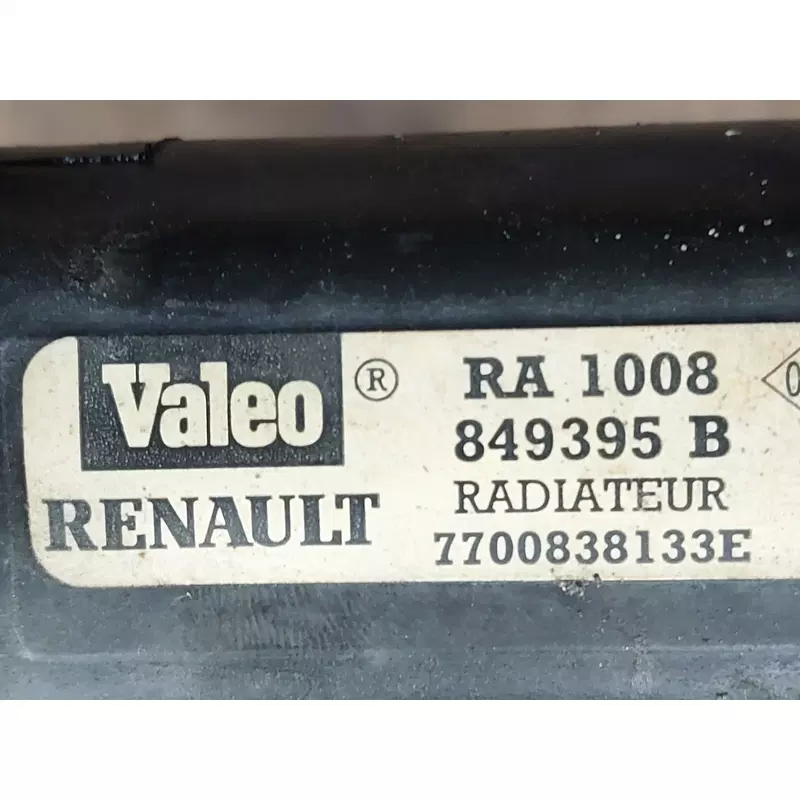 Valeo ®
RENAULT
RA 1008
849395 B
RADIATEUR
7700838133E